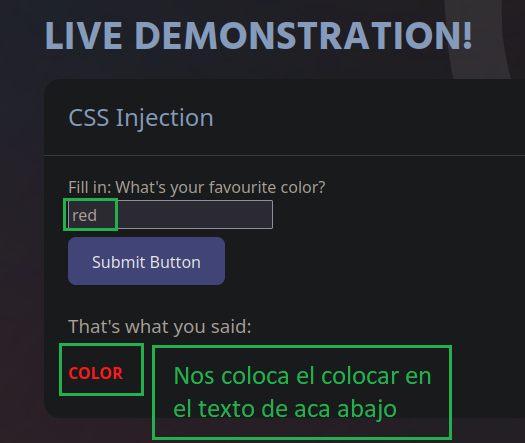 LIVE DEMONSTRATION!
CSS Injection
Fill in: What's your favourite color?
red
Submit Button
That's what you said:
COLOR
Nos coloca el colocar en
el texto de aca abajo